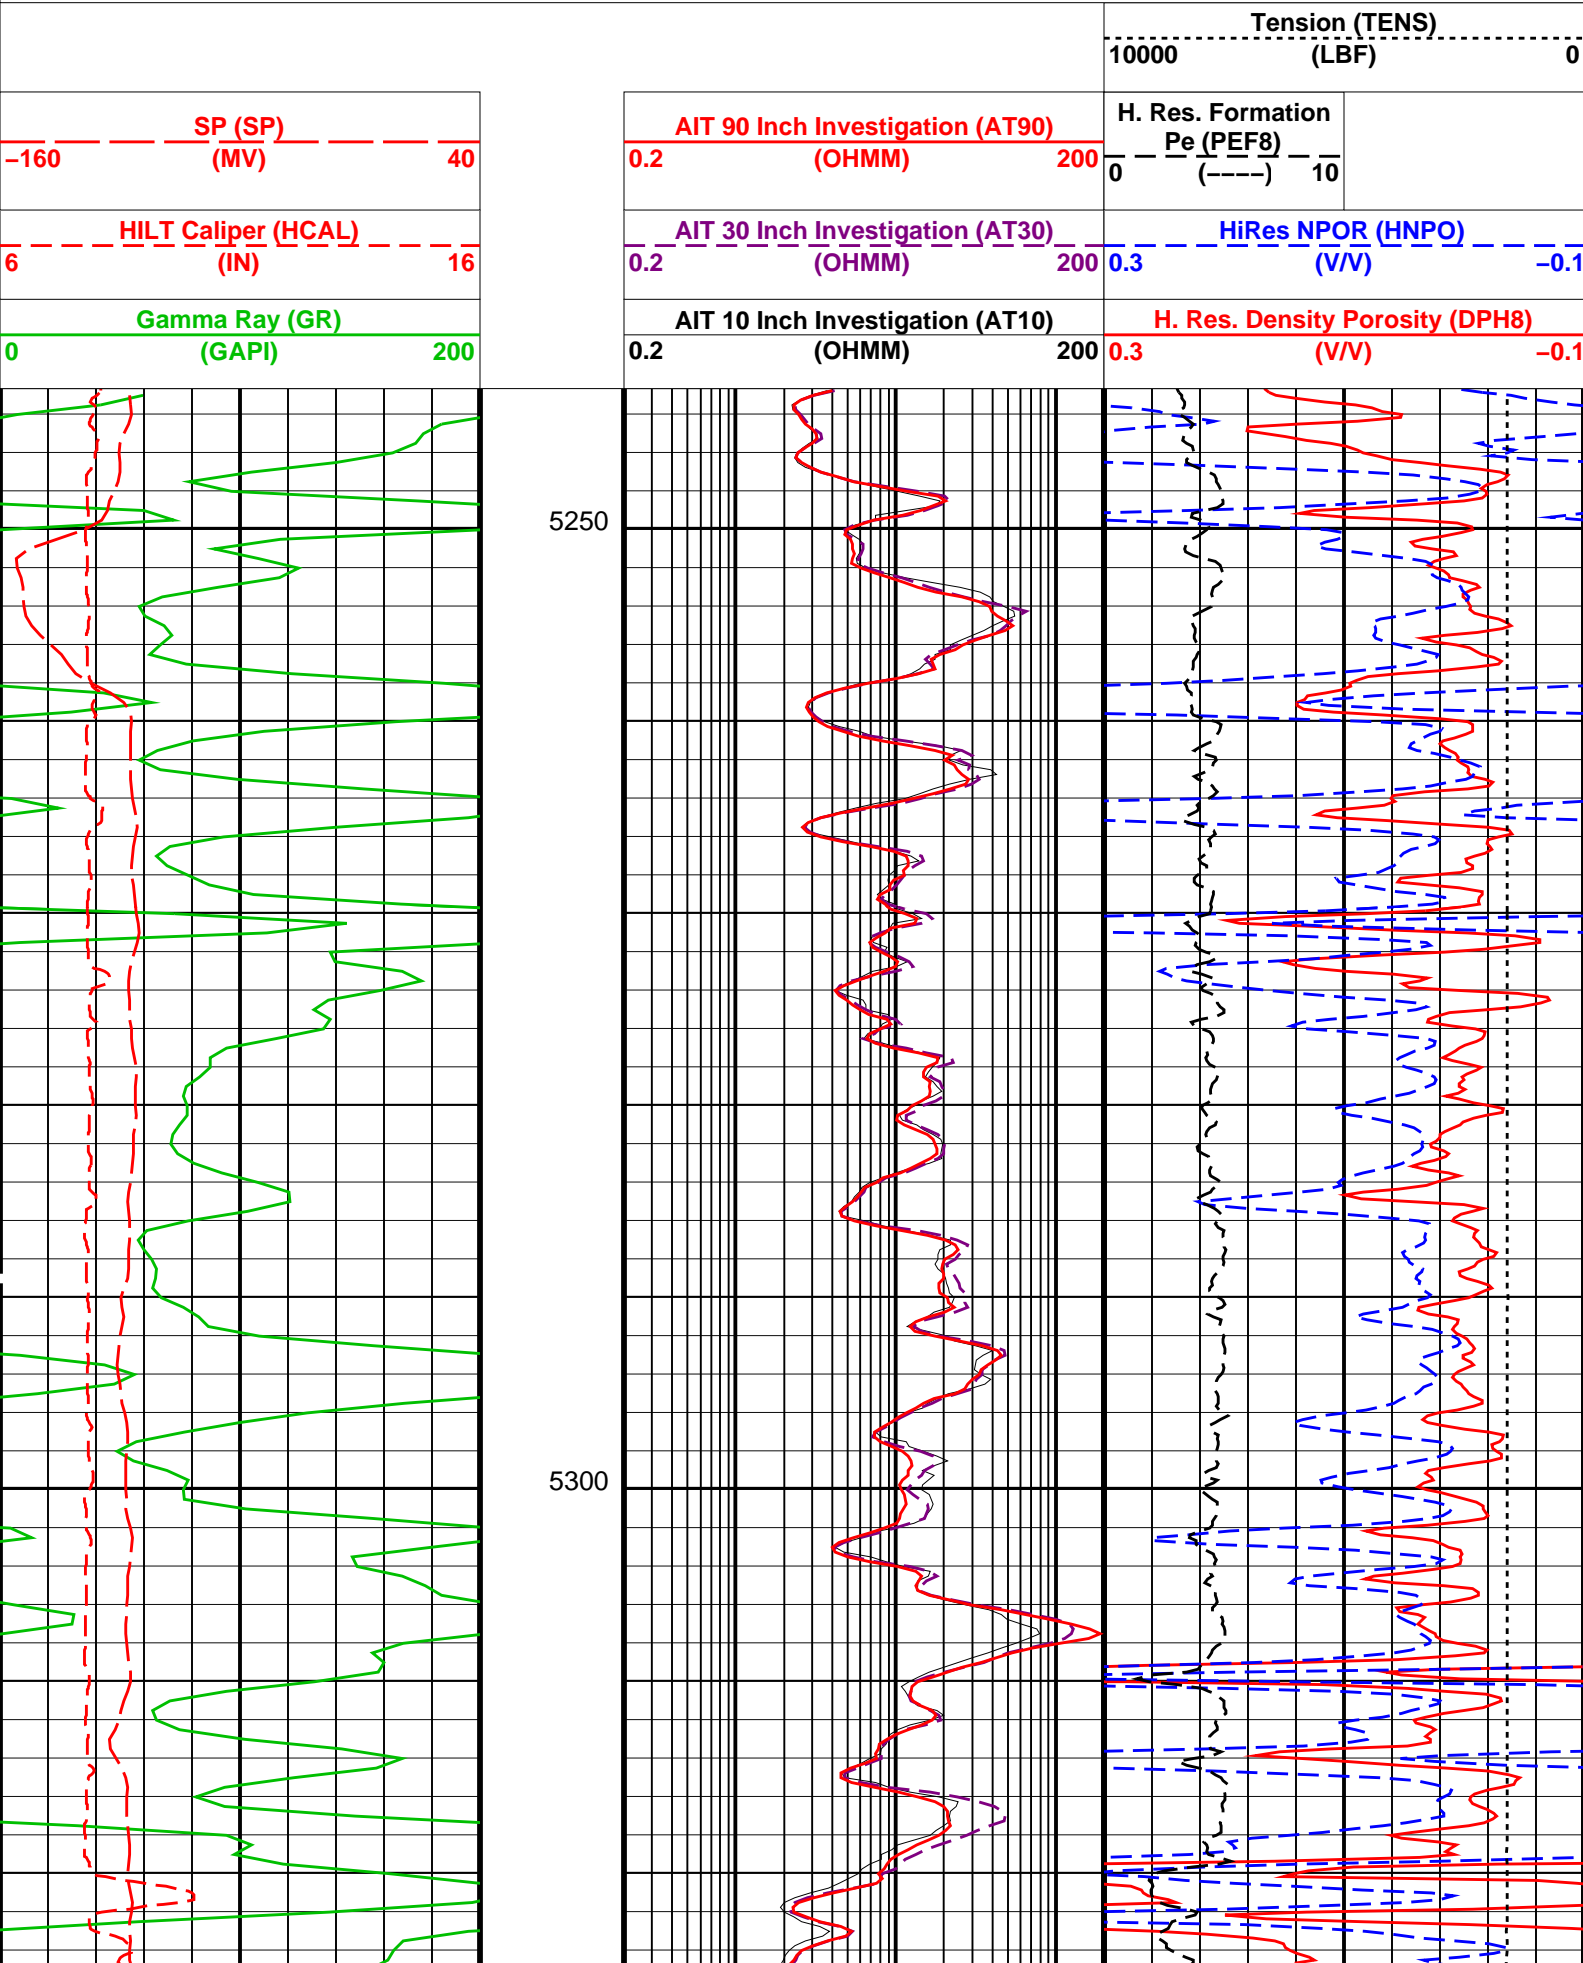 Tension (TENS)
10000 (LBF) 0
SP (SP)
−160 (MV) 40
AIT 90 Inch Investigation (AT90)
0.2 (OHMM) 200
H. Res. Formation
Pe (PEF8)
0 (−−−−) 10
HILT Caliper (HCAL)
6 (IN) 16
AIT 30 Inch Investigation (AT30)
0.2 (OHMM) 200
HiRes NPOR (HNPO)
0.3 (V/V) −0.1
Gamma Ray (GR)
0 (GAPI) 200
AIT 10 Inch Investigation (AT10)
0.2 (OHMM) 200
H. Res. Density Porosity (DPH8)
0.3 (V/V) −0.1
5250
5300